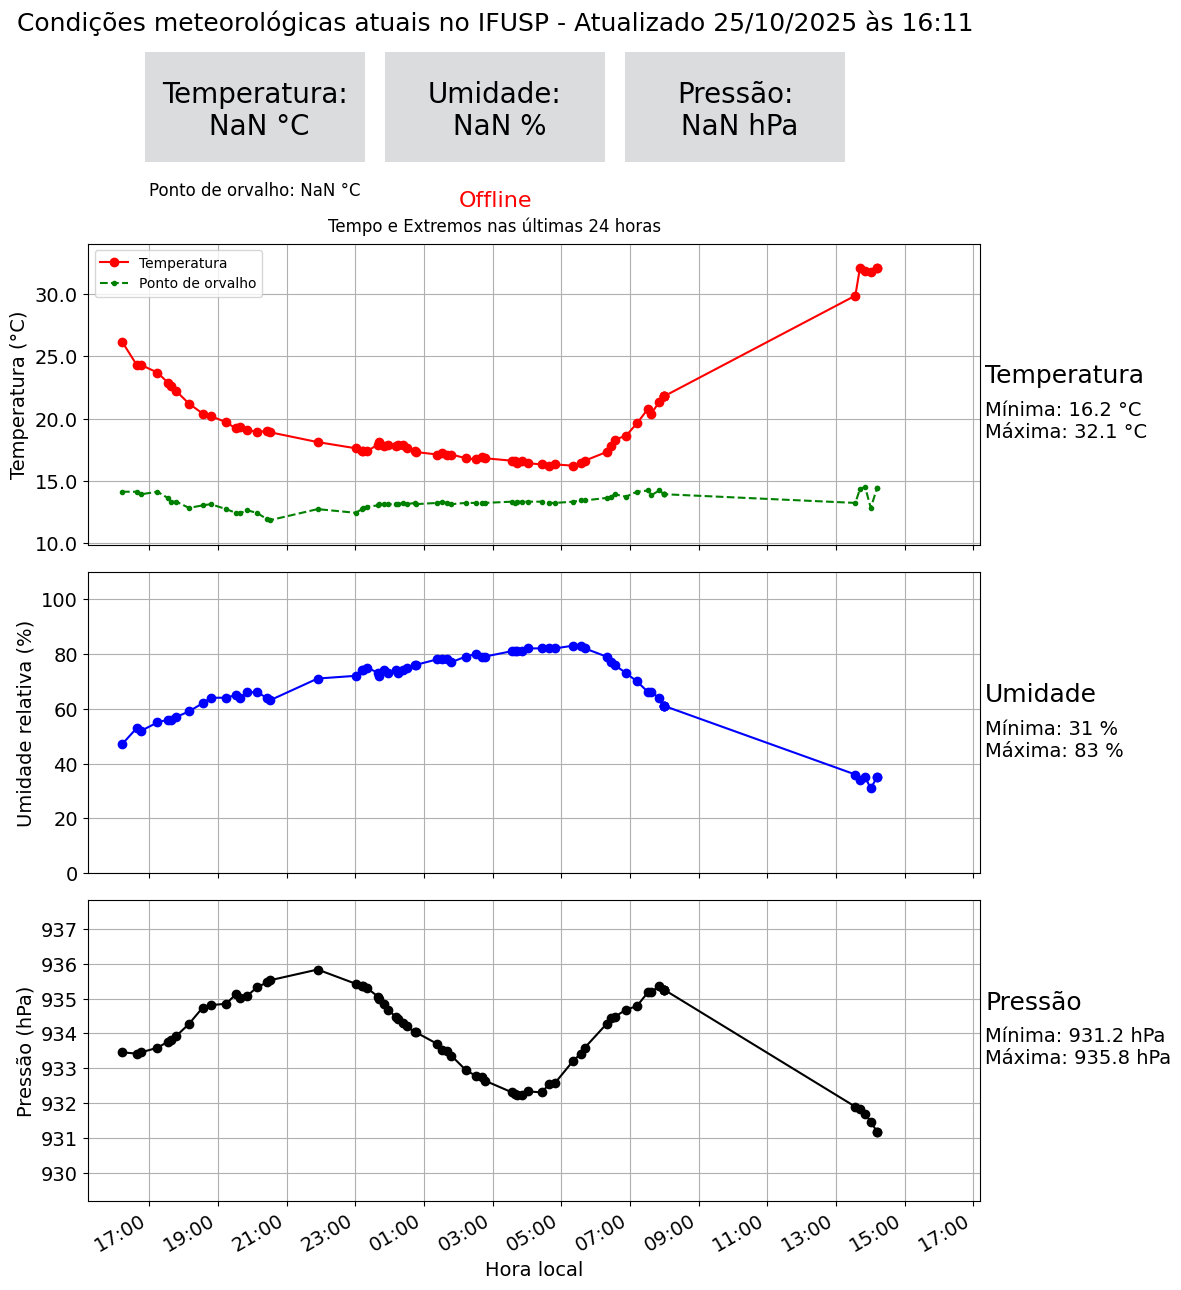 Condições meteorológicas atuais no IFUSP - Atualizado 25/10/2025 às 16:11
Temperatura:
NaN °C
Umidade:
NaN %
Pressão:
NaN hPa
Ponto de orvalho: NaN °C
Offline
Tempo e Extremos nas últimas 24 horas
Temperatura
Ponto de orvalho
Temperatura (°C)
30.0
25.0
20.0
15.0
10.0
Temperatura
Mínima: 16.2 °C
Máxima: 32.1 °C
Umidade relativa (%)
100
80
60
40
20
0
Umidade
Mínima: 31 %
Máxima: 83 %
Pressão (hPa)
937
936
935
934
933
932
931
930
Pressão
Mínima: 931.2 hPa
Máxima: 935.8 hPa
17:00
19:00
21:00
23:00
01:00
03:00
05:00
07:00
09:00
11:00
13:00
15:00
17:00
Hora local